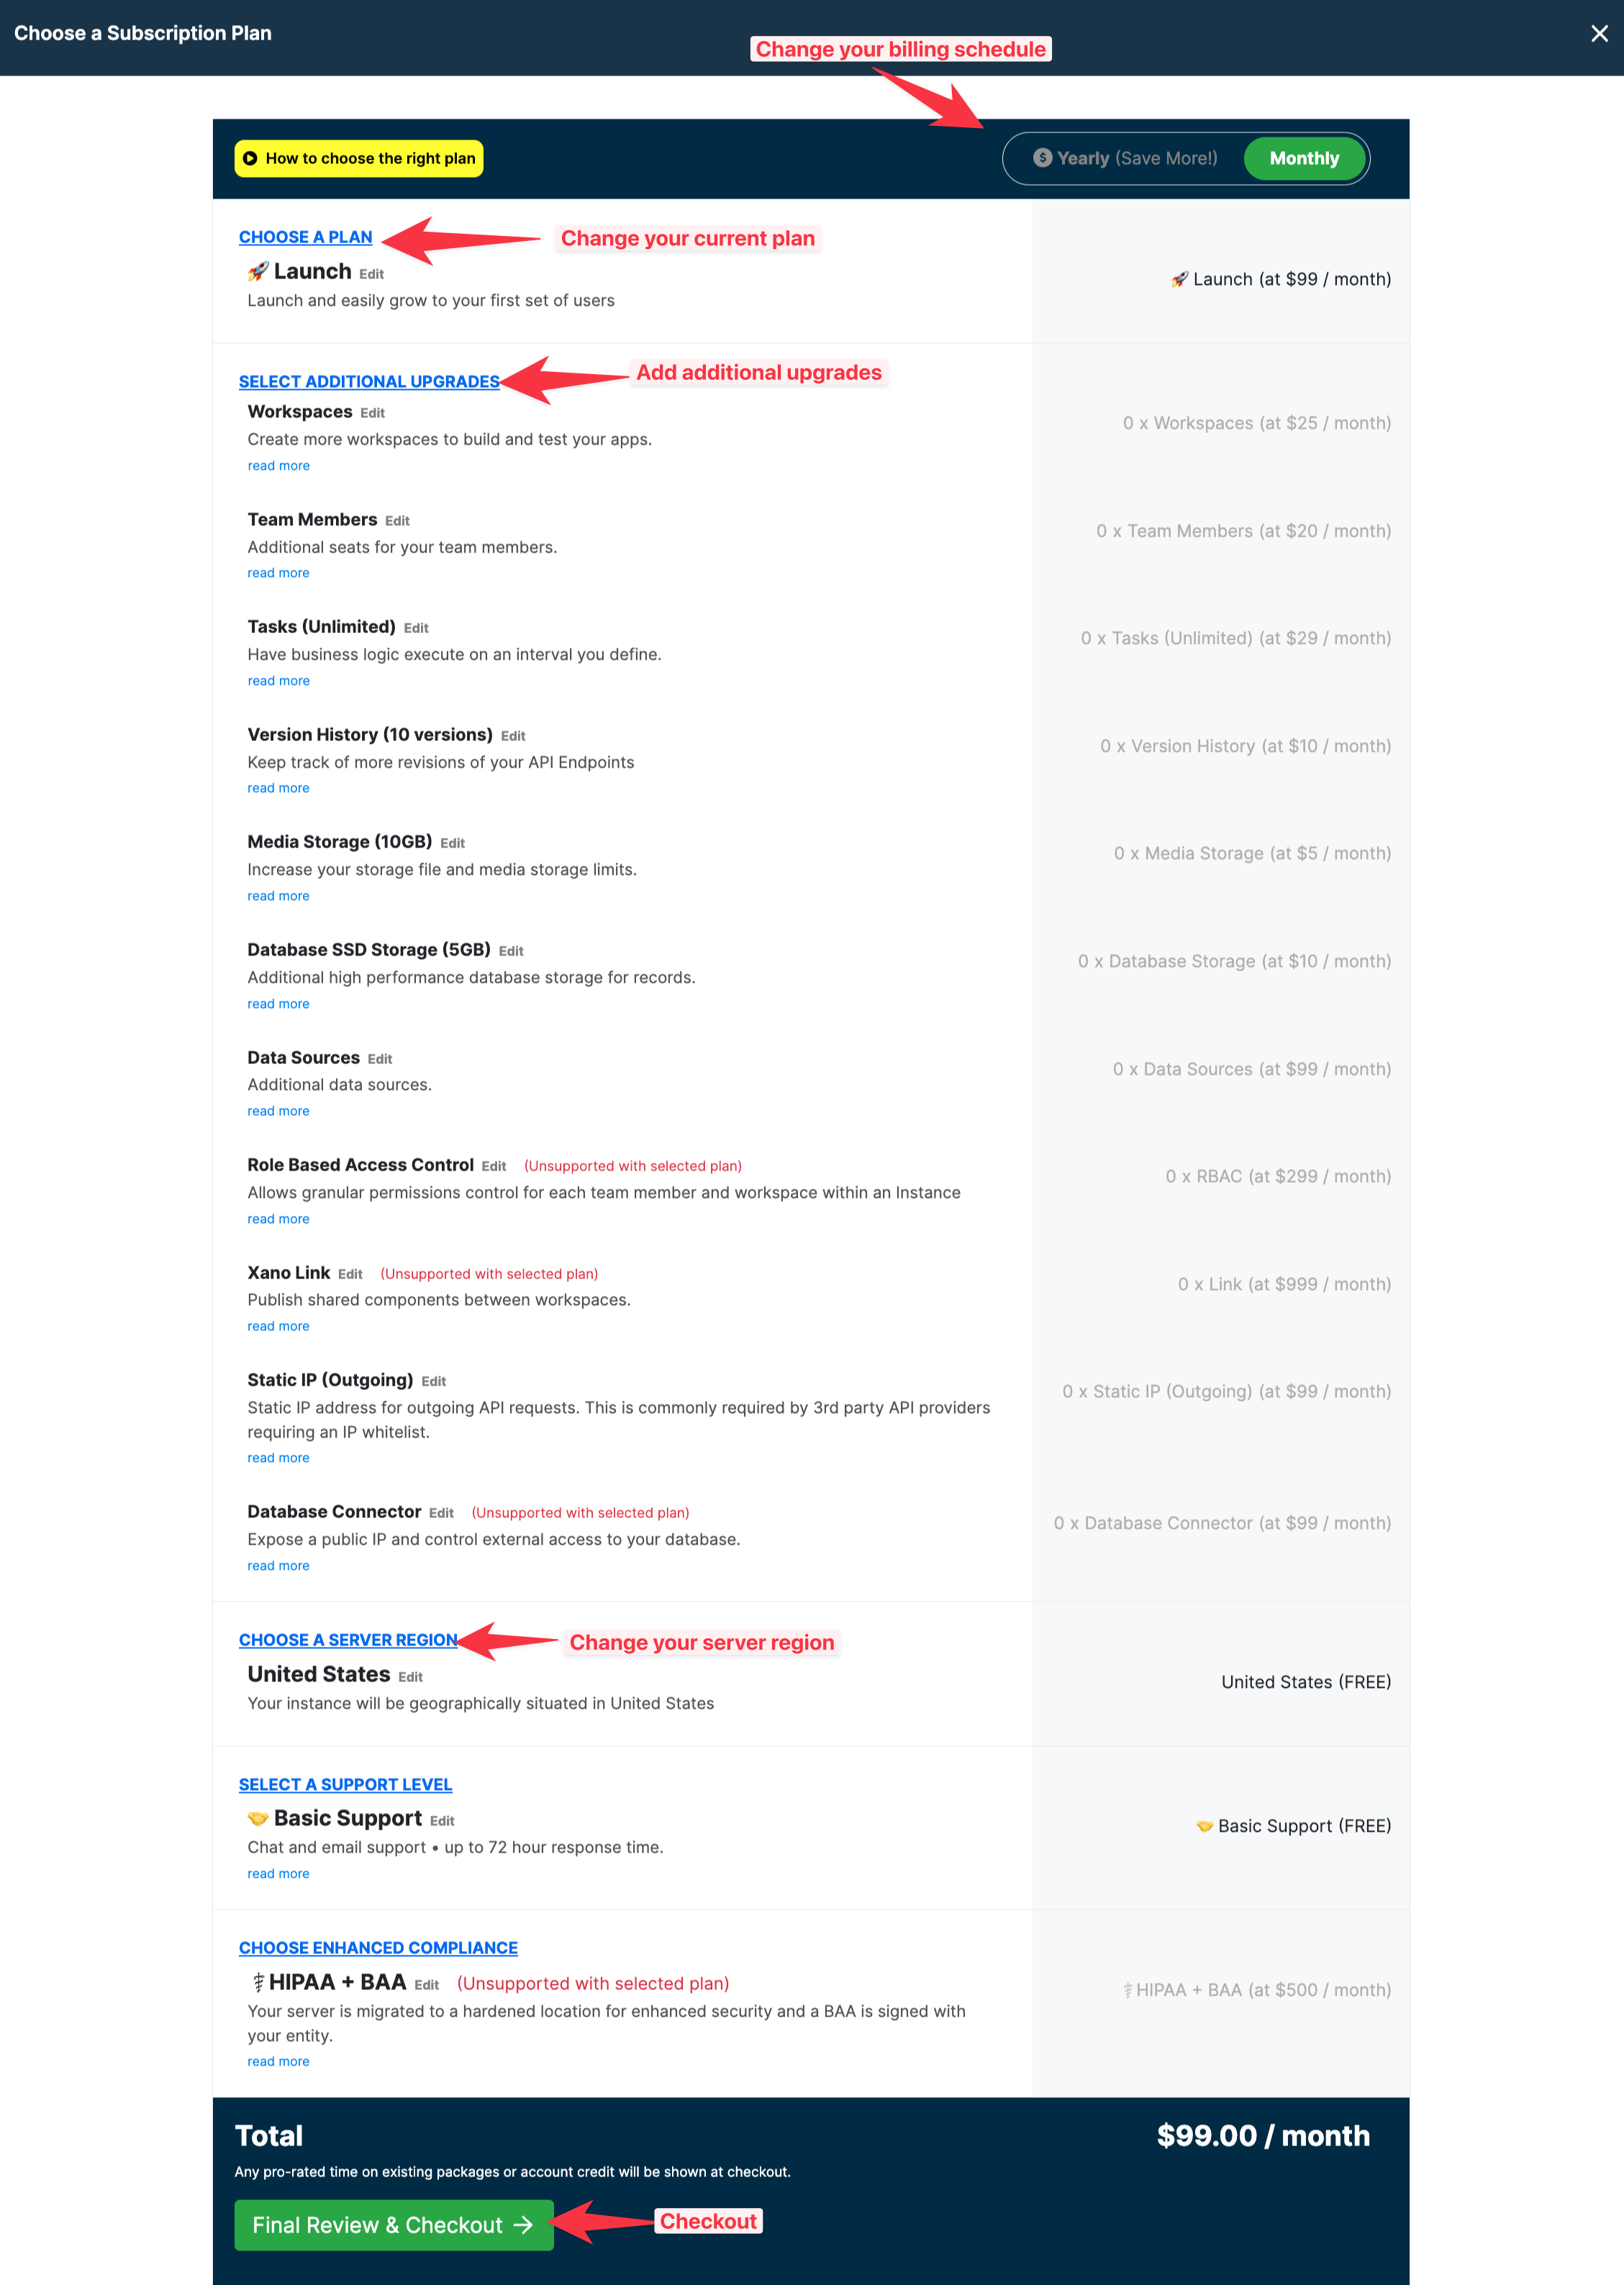 Choose a Subscription Plan
Change your billing schedule
How to choose the right plan
Yearly (Save More!) Monthly
CHOOSE A PLAN
Change your current plan
🚀 Launch Edit
🚀 Launch (at $99 / month)
Launch and easily grow to your first set of users
SELECT ADDITIONAL UPGRADES
Add additional upgrades
Workspaces Edit
0 x Workspaces (at $25 / month)
Create more workspaces to build and test your apps.
read more
Team Members Edit
0 x Team Members (at $20 / month)
Additional seats for your team members.
read more
Tasks (Unlimited) Edit
0 x Tasks (Unlimited) (at $29 / month)
Have business logic execute on an interval you define.
read more
Version History (10 versions) Edit
0 x Version History (at $10 / month)
Keep track of more revisions of your API Endpoints
read more
Media Storage (10GB) Edit
0 x Media Storage (at $5 / month)
Increase your storage file and media storage limits.
read more
Database SSD Storage (5GB) Edit
0 x Database Storage (at $10 / month)
Additional high performance database storage for records.
read more
Data Sources Edit
0 x Data Sources (at $99 / month)
Additional data sources.
read more
Role Based Access Control Edit (Unsupported with selected plan)
0 x RBAC (at $299 / month)
Allows granular permissions control for each team member and workspace within an Instance
read more
Xano Link Edit (Unsupported with selected plan)
0 x Link (at $999 / month)
Publish shared components between workspaces.
read more
Static IP (Outgoing) Edit
0 x Static IP (Outgoing) (at $99 / month)
Static IP address for outgoing API requests. This is commonly required by 3rd party API providers
requiring an IP whitelist.
read more
Database Connector Edit (Unsupported with selected plan)
0 x Database Connector (at $99 / month)
Expose a public IP and control external access to your database.
read more
CHOOSE A SERVER REGION
Change your server region
United States Edit
United States (FREE)
Your instance will be geographically situated in United States
SELECT A SUPPORT LEVEL
🤝 Basic Support Edit
🤝 Basic Support (FREE)
Chat and email support • up to 72 hour response time.
read more
CHOOSE ENHANCED COMPLIANCE
⚕ HIPAA + BAA Edit (Unsupported with selected plan)
⚕ HIPAA + BAA (at $500 / month)
Your server is migrated to a hardened location for enhanced security and a BAA is signed with
your entity.
read more
Total
$99.00 / month
Any pro-rated time on existing packages or account credit will be shown at checkout.
Final Review & Checkout →
Checkout